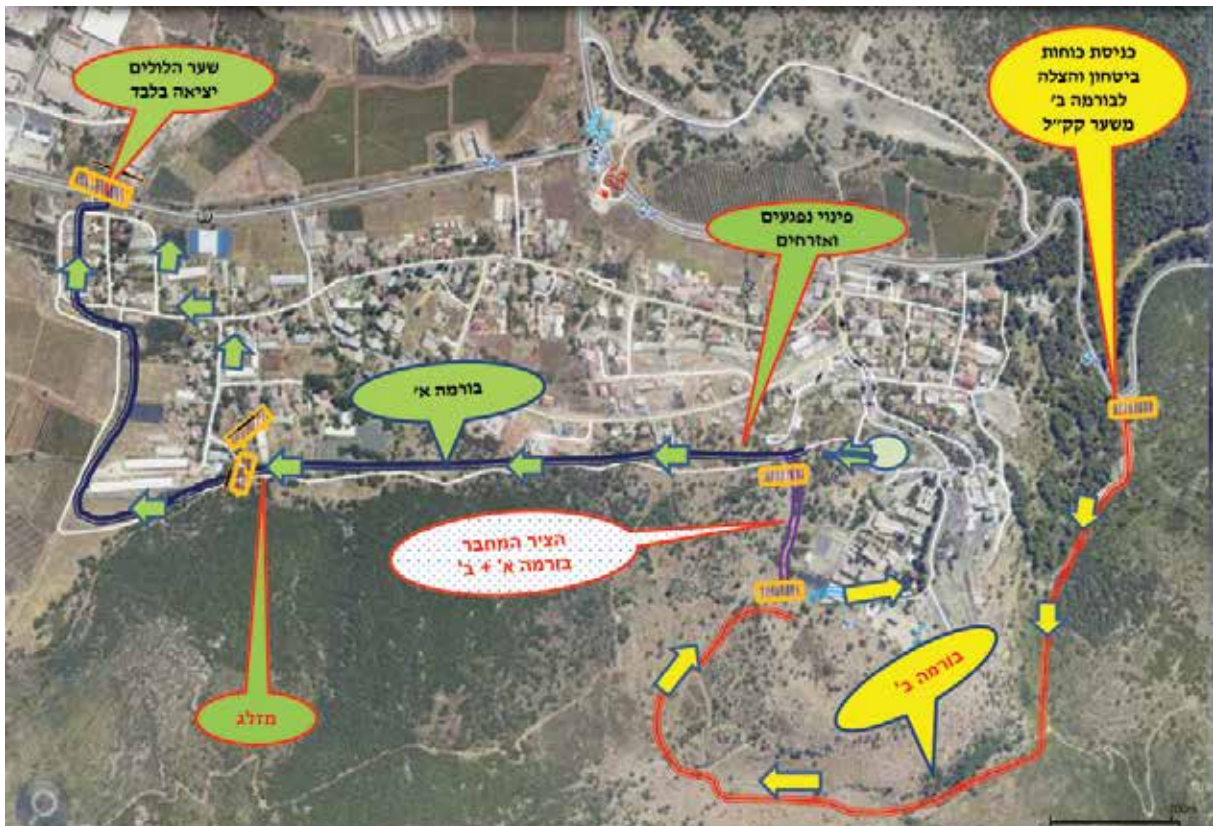 כניסת כוחות
ביטחון והצלה
לבורמה ב׳
משער קק״ל
שער הלולים
יציאה בלבד
פינוי נפגעים
ואזרחים
בורמה א׳
הציר המחבר
בורמה א' + ב'
בורמה ב'
מזלג